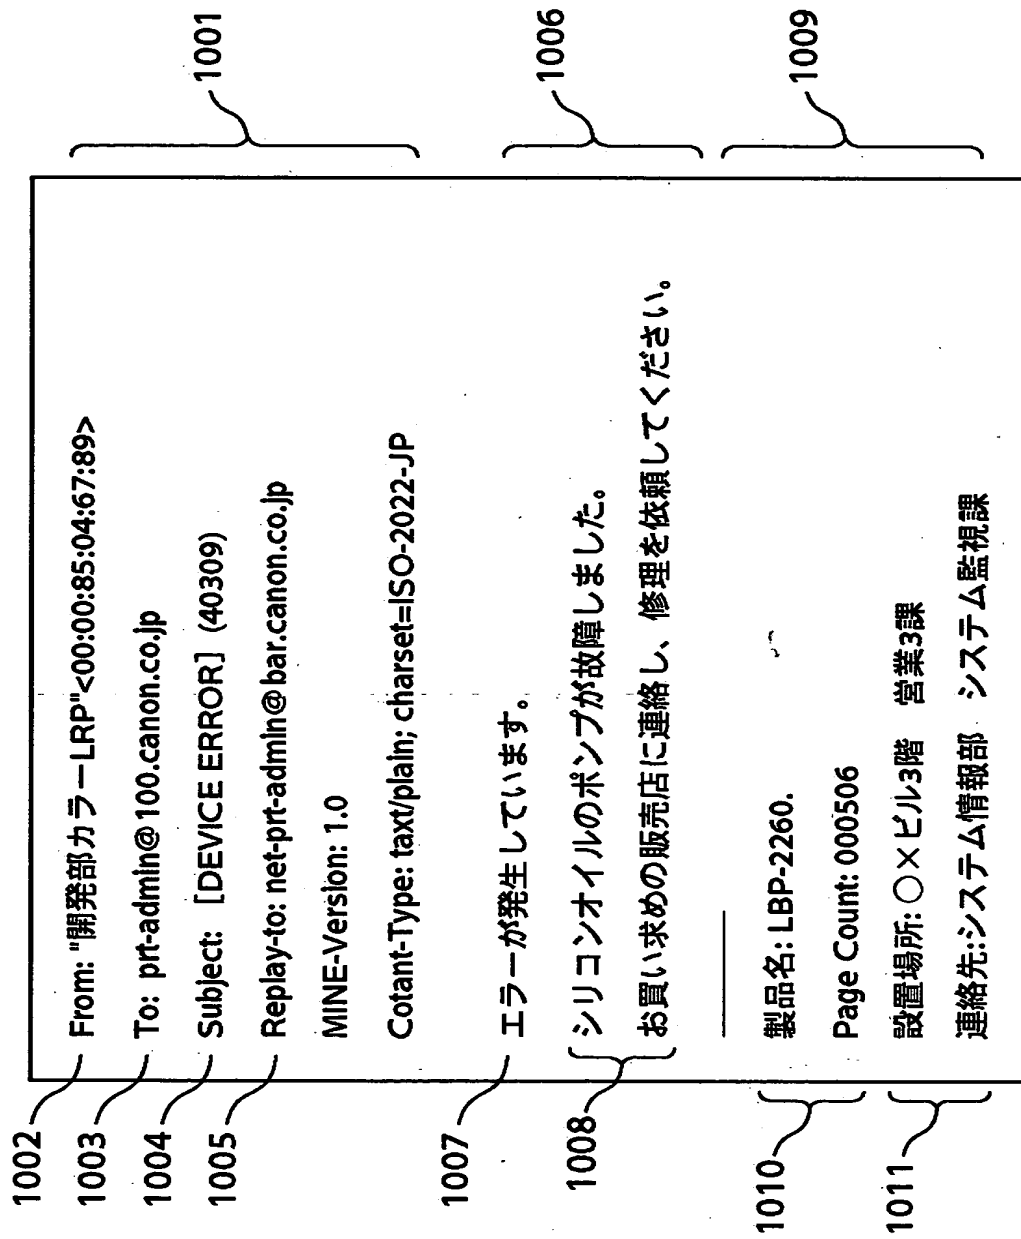 1002 From: "開発部カラーLRP"<00:00:85:04:67:89>
1003 To: prt-admin@100.canon.co.jp
1004 Subject: [DEVICE ERROR] (40309)
1005 Replay-to: net-prt-admin@bar.canon.co.jp
MINE-Version: 1.0
Cotant-Type: taxt/plain; charset=ISO-2022-JP
1001
1007 エラーが発生しています。
1008 シリコンオイルのポンプが故障しました。
お買い求めの販売店に連絡し、修理を依頼してください。
1006
1010 製品名: LBP-2260.
Page Count: 000506
1011 設置場所: ○×ビル3階 営業3課
連絡先:システム情報部 システム監視課
1009